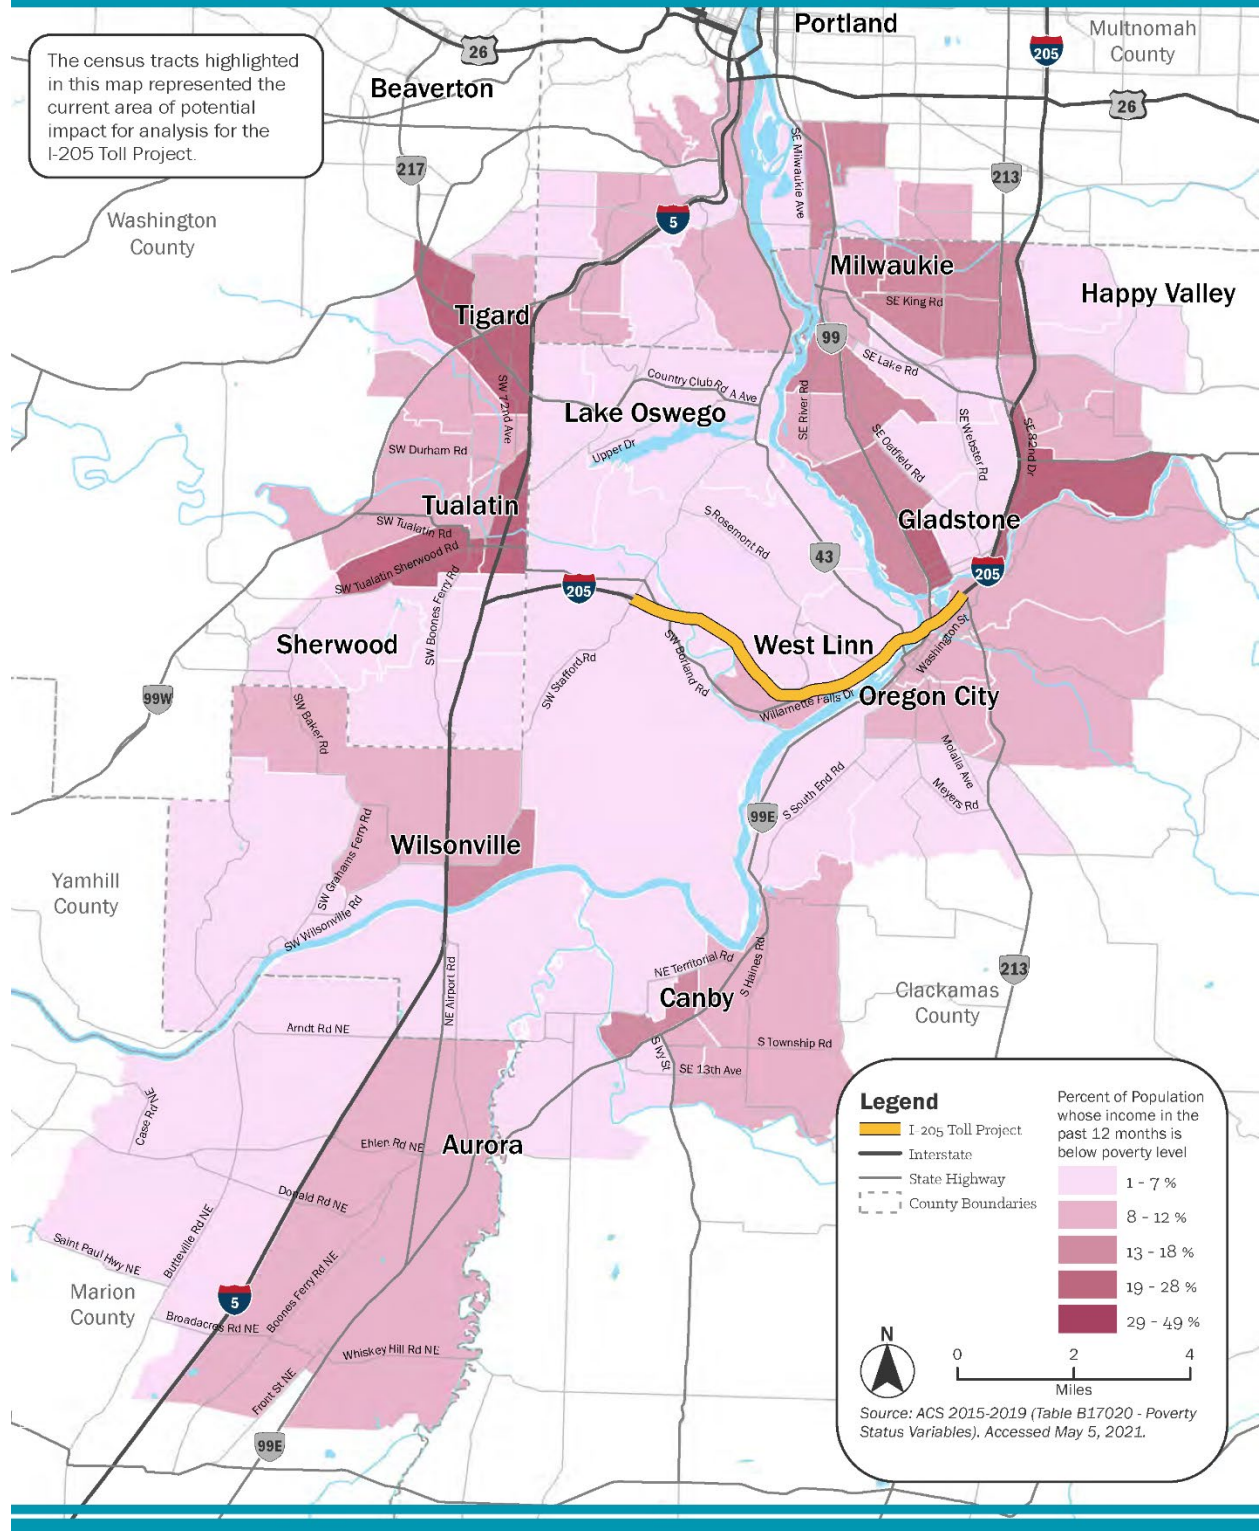 Portland
Multnomah
County
The census tracts highlighted
in this map represented the
current area of potential
impact for analysis for the
I-205 Toll Project.
26
205
Beaverton
26
217
213
SE Milwaukie Ave
Washington
County
5
Milwaukie
Happy Valley
SE King Rd
Tigard
99
SE Lake Rd
Country Club Rd
A Ave
SW 72nd Ave
Lake Oswego
SE River Rd
Upper Dr
SE Oatfield Rd
SE Webster Rd
SE 82nd Dr
SW Durham Rd
Tualatin
SW Tualatin Rd
Gladstone
S Rosemont Rd
43
SW Tualatin Sherwood Rd
205
205
SW Boones Ferry Rd
Sherwood
West Linn
Washington St
SW Stafford Rd
SW Borland Rd
99W
Willamette Falls Dr
Oregon City
SW Baker Rd
Molalla Ave
Meyers Rd
S South End Rd
99E
SW Grahams Ferry Rd
Wilsonville
Yamhill
County
SW Wilsonville Rd
NE Airport Rd
NE Territorial Rd
S Haines Rd
213
Canby
Clackamas
County
Arndt Rd NE
S Ivy St
S Township Rd
SE 13th Ave
Case Rd NE
Ehlen Rd NE
Aurora
Donald Rd NE
Butteville Rd NE
Saint Paul Hwy NE
Boones Ferry Rd NE
Marion
County
5
Broadacres Rd NE
Whiskey Hill Rd NE
Front St NE
99E
Legend
I-205 Toll Project
Interstate
State Highway
County Boundaries
Percent of Population
whose income in the
past 12 months is
below poverty level
1 - 7 %
8 - 12 %
13 - 18 %
19 - 28 %
29 - 49 %
N
0 2 4
Miles
Source: ACS 2015-2019 (Table B17020 - Poverty
Status Variables). Accessed May 5, 2021.